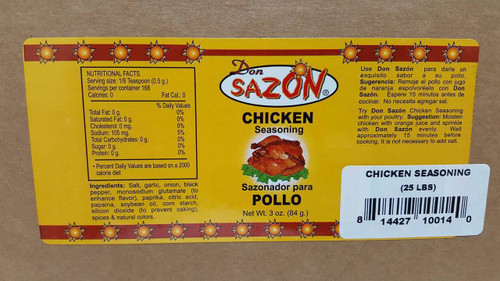 NUTRITIONAL FACTS
Serving size: 1/8 Teaspoon (0.5 g.)
Servings per container 168
Calories: 0 Fat Cal.: 0
% Daily Values
Total Fat: 0 g. 0%
Saturated Fat: 0 g. 0%
Cholesterol: 0 mg. 0%
Sodium: 105 mg. 5%
Total Carbohydrates: 0 g. 0%
Sugar: 0 g. 0%
Protein: 0 g. 0%
• Percent Daily Values are based on a 2000
calorie diet
Ingredients: Salt, garlic, onion, black
pepper, monosodium glutamate (to
enhance flavor), paprika, citric acid,
papaina, soybean oil, corn starch,
silicon dioxide (to prevent caking),
spices & natural colors.
Don
SAZÓN®
CHICKEN
Seasoning
Sazonador para
POLLO
Net Wt. 3 oz. (84 g.)
Use Don Sazón para darle un
exquisito sabor a su pollo.
Sugerencia: Remoje el pollo con jugo
de naranja espolvoréelo con Don
Sazón. Espere 15 minutos antes de
cocinar. No necesita agregar sal.
Try Don Sazón Chicken Seasoning
with your poultry. Suggestion: Moisten
chicken with orange juice and sprinkle
with Don Sazón evenly. Wait
approximately 15 minutes before
cooking. It is not necessary to add salt.
CHICKEN SEASONING
(25 LBS)
8 14427 10014 0